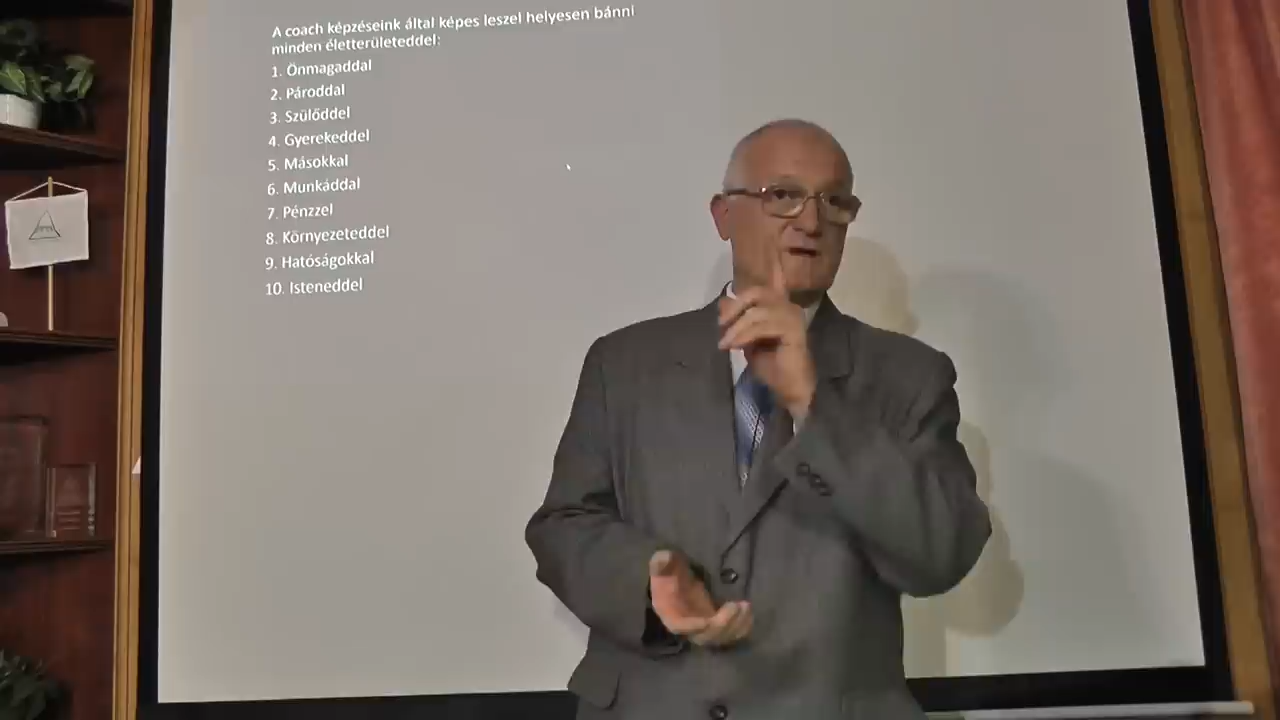 A coach képzéseink által képes leszel helyesen bánni
minden életterületeddel:
1. Önmagaddal
2. Pároddal
3. Szülőddel
4. Gyerekeddel
5. Másokkal
6. Munkáddal
7. Pénzzel
8. Környezeteddel
9. Hatóságokkal
10. Isteneddel